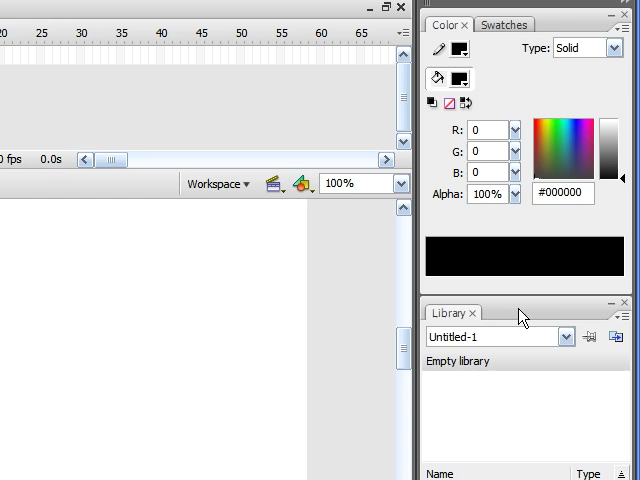 20 25 30 35 40 45 50 55 60 65
0 fps 0.0s
Workspace 100%
Color Swatches
Type: Solid
R: 0
G: 0
B: 0
Alpha: 100% #000000
Library
Untitled-1
Empty library
Name Type